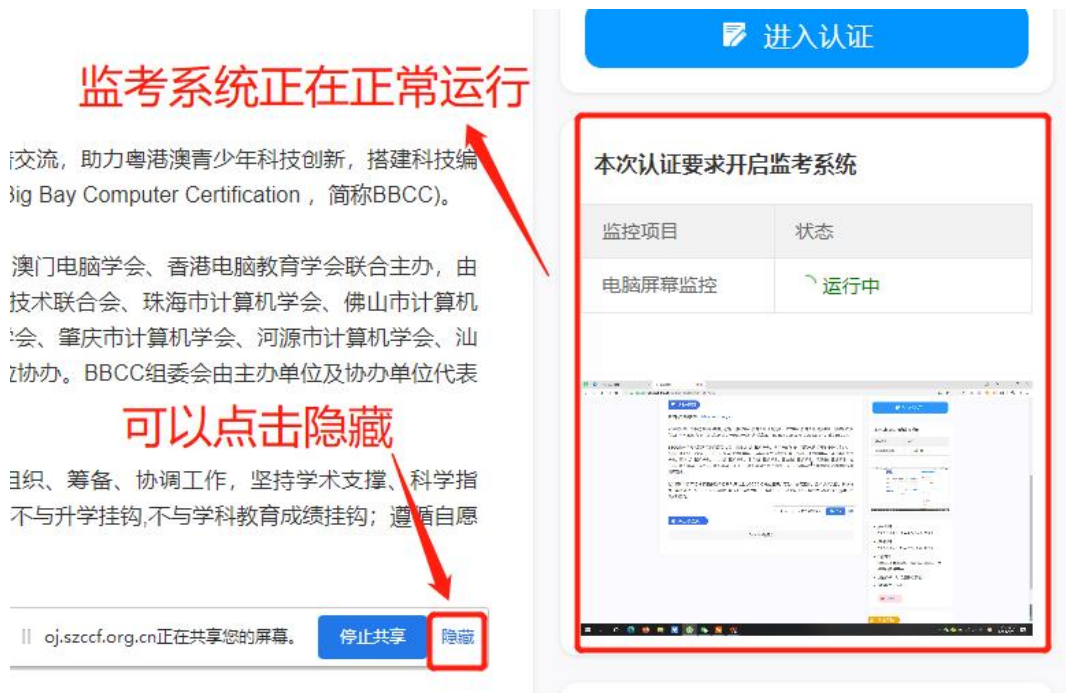 进入认证
监考系统正在正常运行
本次认证要求开启监考系统
交流，助力粤港澳青少年科技创新，搭建科技编
Big Bay Computer Certification ，简称BBCC)。
监控项目 状态
电脑屏幕监控 运行中
澳门电脑学会、香港电脑教育学会联合主办，由
技术联合会、珠海市计算机学会、佛山市计算机
会、肇庆市计算机学会、河源市计算机学会、汕
协办。BBCC组委会由主办单位及协办单位代表
可以点击隐藏
组织、筹备、协调工作，坚持学术支撑、科学指
不与升学挂钩,不与学科教育成绩挂钩；遵循自愿
oj.szccf.org.cn正在共享您的屏幕。 停止共享 隐藏